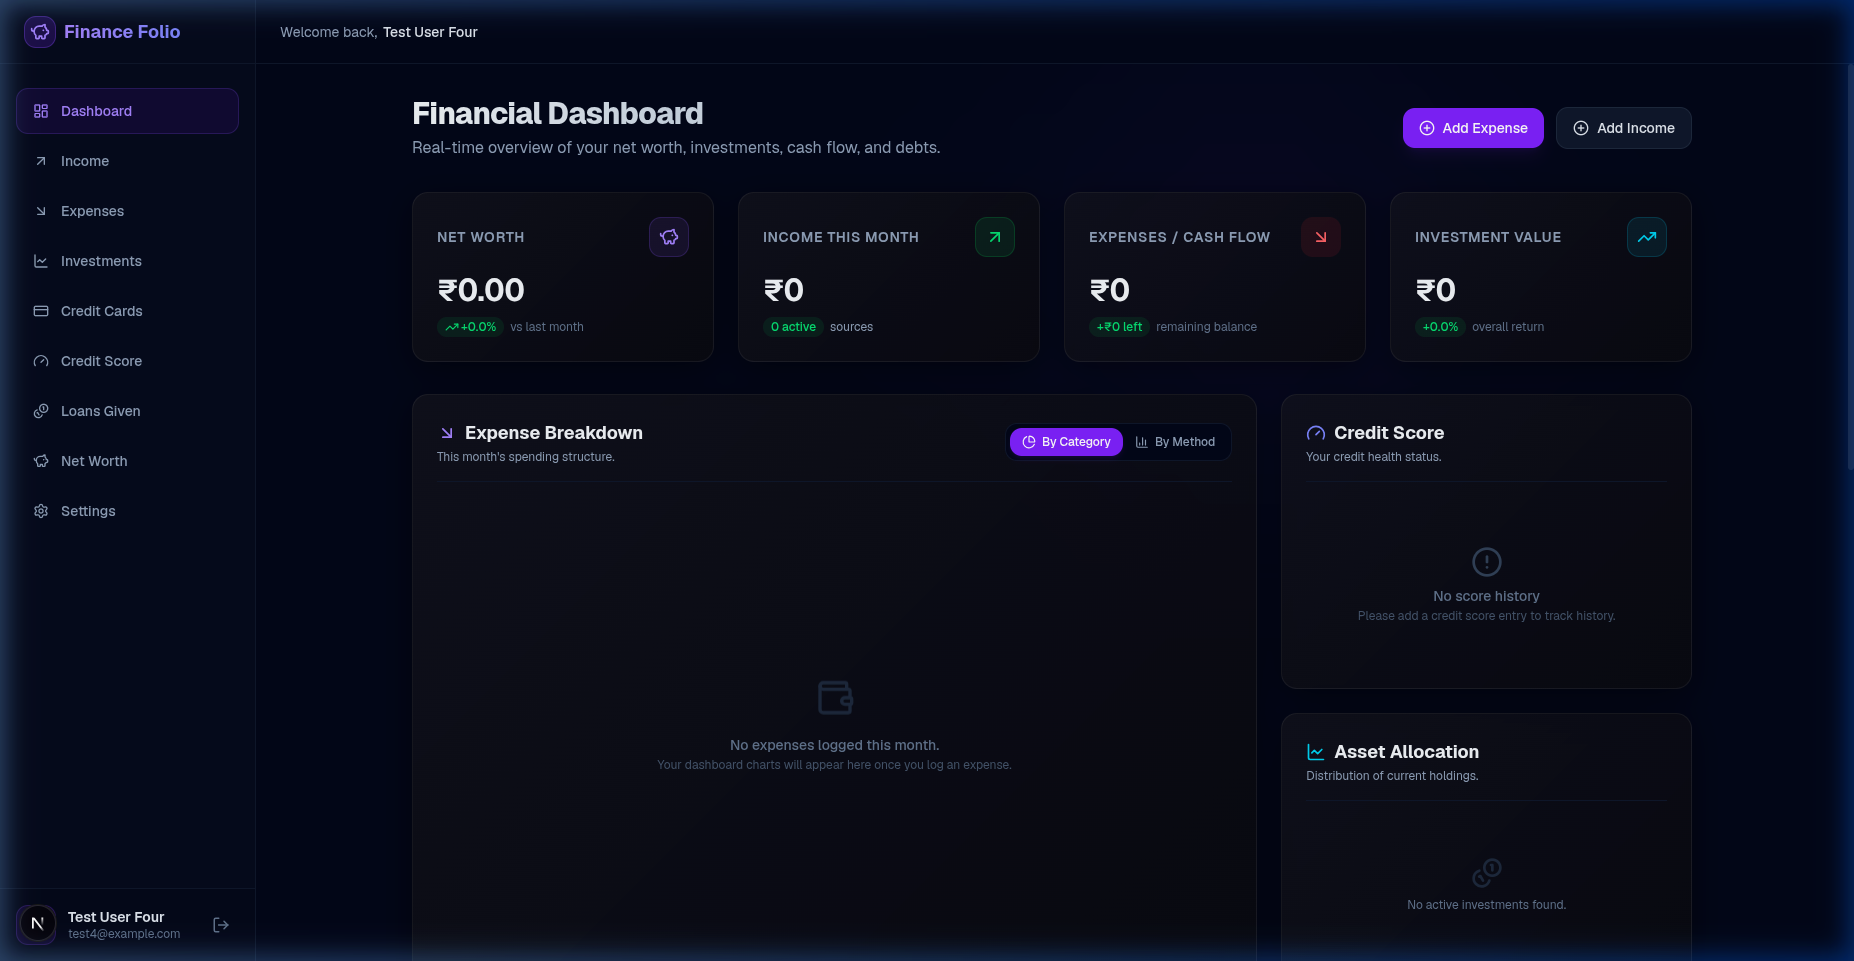 Finance Folio
Welcome back, Test User Four
Dashboard
Income
Expenses
Investments
Credit Cards
Credit Score
Loans Given
Net Worth
Settings
N
Test User Four
test4@example.com
Financial Dashboard
Real-time overview of your net worth, investments, cash flow, and debts.
Add Expense
Add Income
NET WORTH
₹0.00
+0.0% vs last month
INCOME THIS MONTH
₹0
0 active sources
EXPENSES / CASH FLOW
₹0
+₹0 left remaining balance
INVESTMENT VALUE
₹0
+0.0% overall return
Expense Breakdown
This month's spending structure.
By Category
By Method
No expenses logged this month.
Your dashboard charts will appear here once you log an expense.
Credit Score
Your credit health status.
No score history
Please add a credit score entry to track history.
Asset Allocation
Distribution of current holdings.
No active investments found.